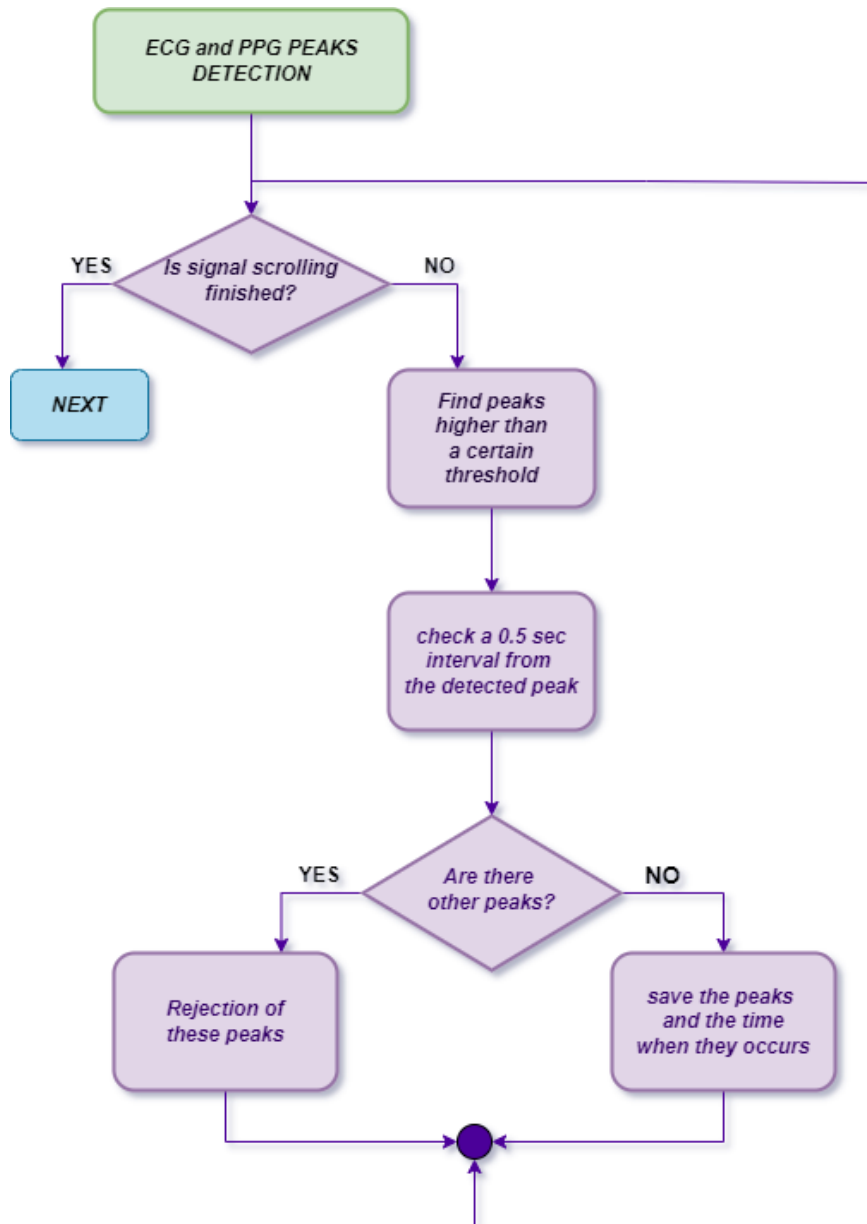 ECG and PPG PEAKS
DETECTION
YES
Is signal scrolling
finished?
NO
NEXT
Find peaks
higher than
a certain
threshold
check a 0.5 sec
interval from
the detected peak
YES
Are there
other peaks?
NO
Rejection of
these peaks
save the peaks
and the time
when they occurs